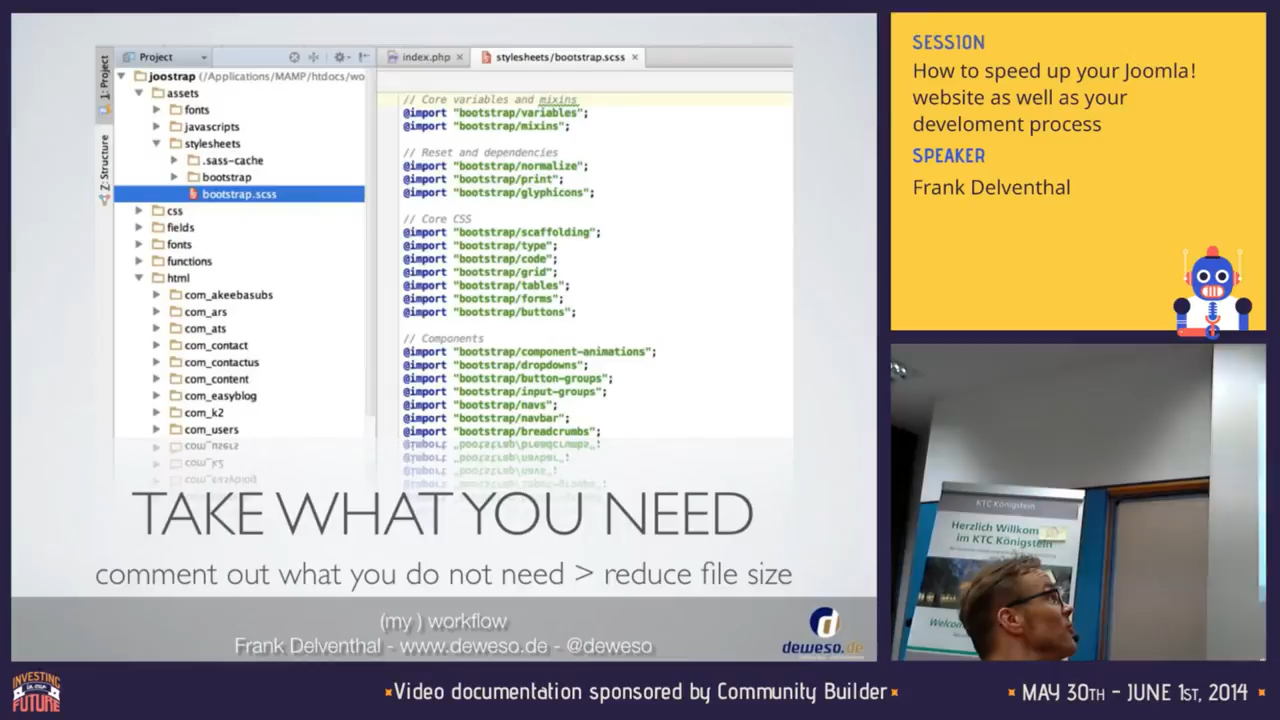 Project
index.php
stylesheets/bootstrap.scss
1: Project
Z: Structure
joostrap (/Applications/MAMP/htdocs/wo
assets
fonts
javascripts
stylesheets
.sass-cache
bootstrap
bootstrap.scss
css
fields
fonts
functions
html
com_akeebasubs
com_ars
com_ats
com_contact
com_contactus
com_content
com_easyblog
com_k2
com_users
// Core variables and mixins
@import "bootstrap/variables";
@import "bootstrap/mixins";
// Reset and dependencies
@import "bootstrap/normalize";
@import "bootstrap/print";
@import "bootstrap/glyphicons";
// Core CSS
@import "bootstrap/scaffolding";
@import "bootstrap/type";
@import "bootstrap/code";
@import "bootstrap/grid";
@import "bootstrap/tables";
@import "bootstrap/forms";
@import "bootstrap/buttons";
// Components
@import "bootstrap/component-animations";
@import "bootstrap/dropdowns";
@import "bootstrap/button-groups";
@import "bootstrap/input-groups";
@import "bootstrap/navs";
@import "bootstrap/navbar";
@import "bootstrap/breadcrumbs";
TAKE WHAT YOU NEED
comment out what you do not need > reduce file size
(my ) workflow
Frank Delventhal - www.deweso.de - @deweso
deweso.de
SESSION
How to speed up your Joomla!
website as well as your
develoment process
SPEAKER
Frank Delventhal
KTC Königstein
Herzlich Willkom
im KTC Königstein
Welcom
INVESTING
IN OUR
FUTURE
Video documentation sponsored by Community Builder
MAY 30TH - JUNE 1ST, 2014